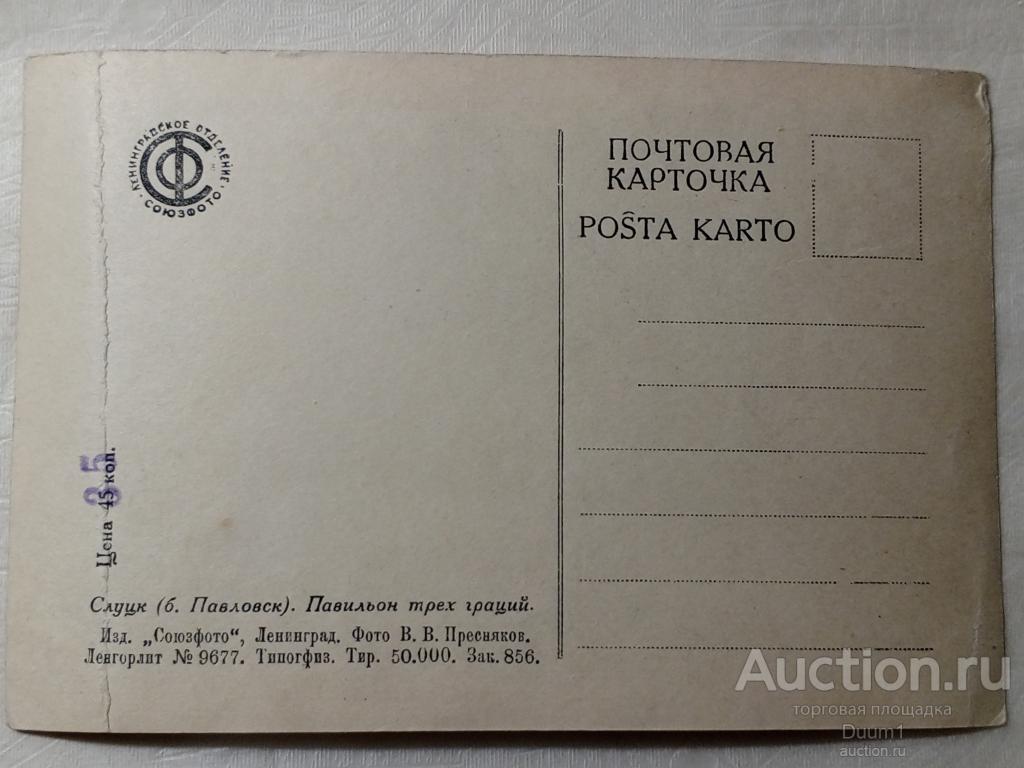 ЛЕНИНГРАДСКОЕ ОТДЕЛЕНИЕ
СФ
· СОЮЗФОТО ·
ПОЧТОВАЯ
КАРТОЧКА
POŜTA KARTO
Цена 45 коп.
35
Слуцк (б. Павловск). Павильон трех граций.
Изд. „Союзфото“, Ленинград. Фото В. В. Пресняков.
Ленгорлит № 9677. Типогфиз. Тир. 50.000. Зак. 856.
Auction.ru
торговая площадка
Duum1
auction.ru